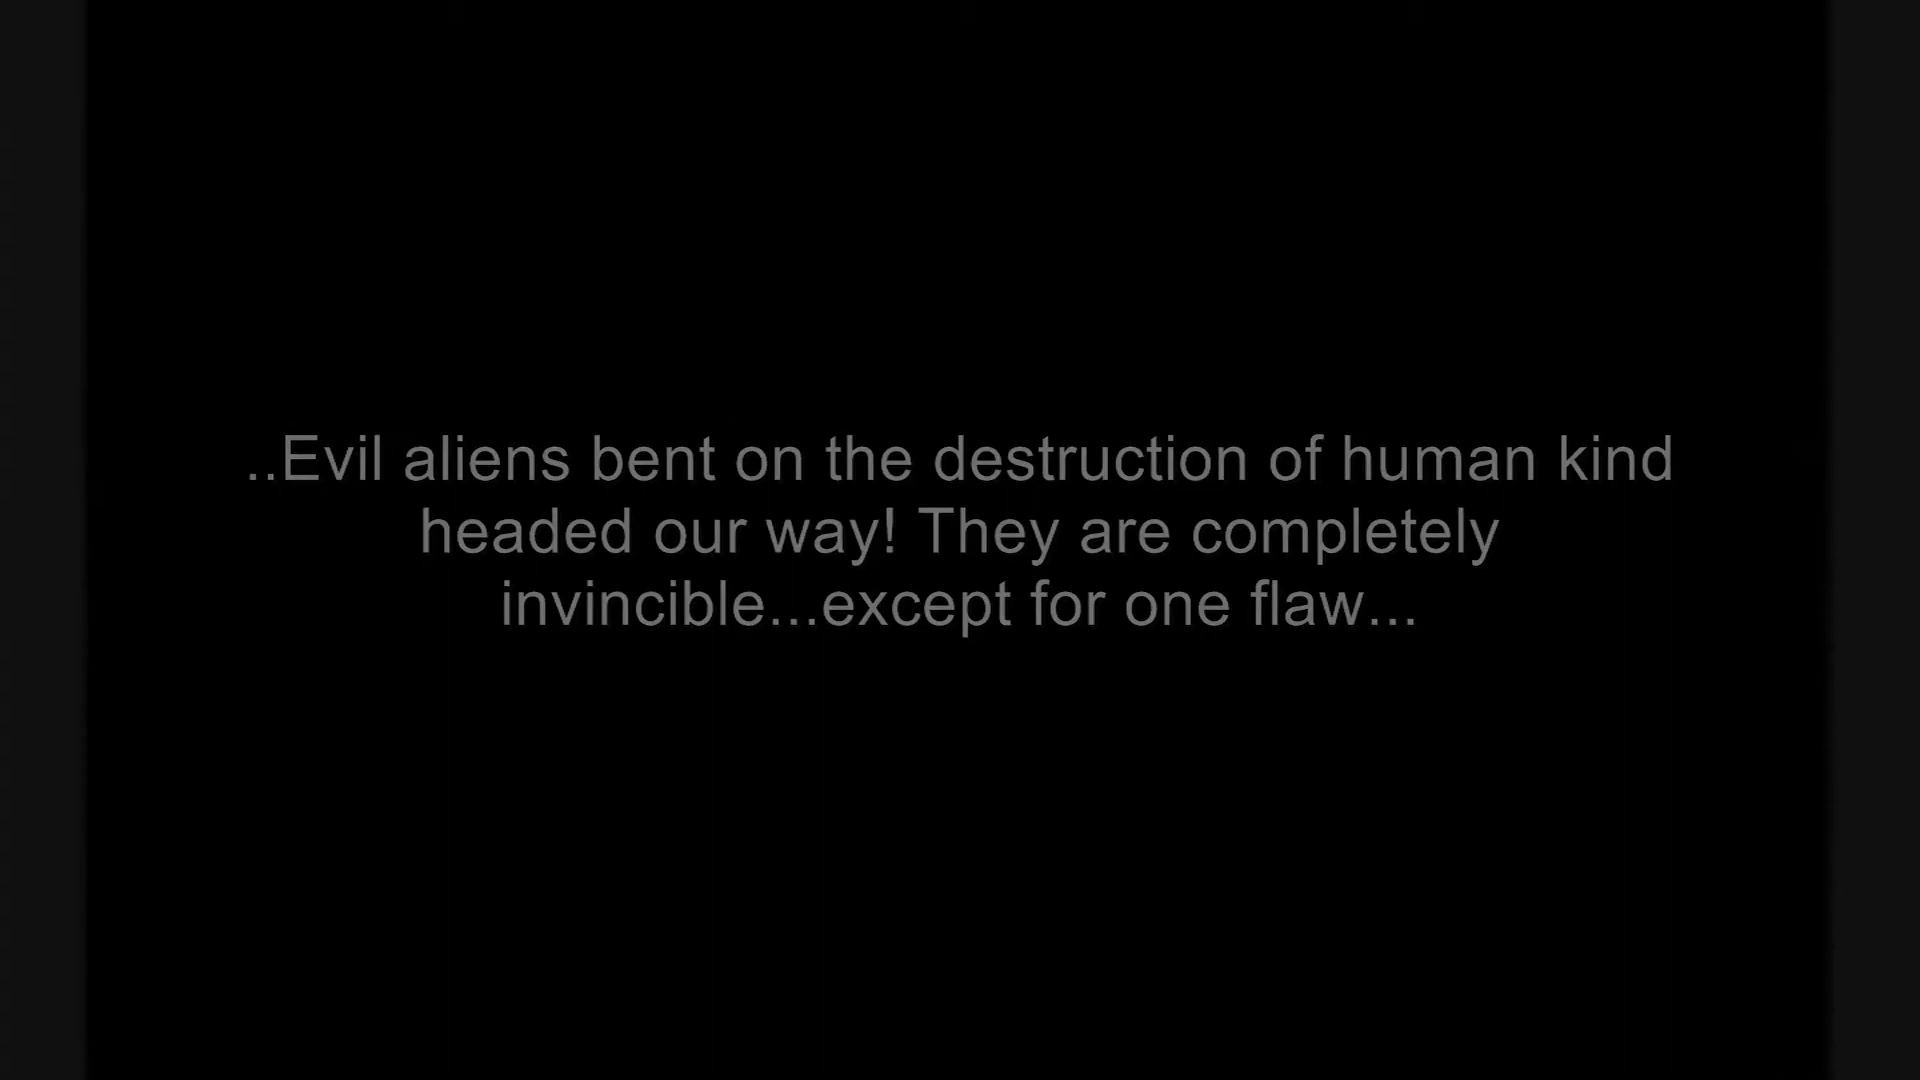 ..Evil aliens bent on the destruction of human kind
headed our way! They are completely
invincible...except for one flaw...